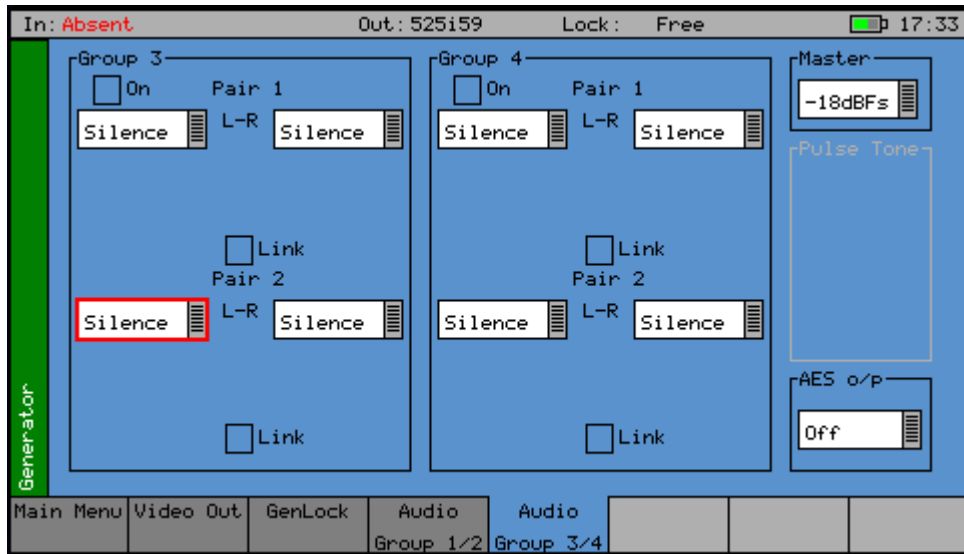 In: Absent Out: 525i59 Lock: Free 17:33
Group 3
On Pair 1
Silence L-R Silence
Link
Pair 2
Silence L-R Silence
Link
Group 4
On Pair 1
Silence L-R Silence
Link
Pair 2
Silence L-R Silence
Link
Master
-18dBFs
Pulse Tone
AES o/p
Off
Generator
Main Menu
Video Out
GenLock
Audio
Group 1/2
Audio
Group 3/4